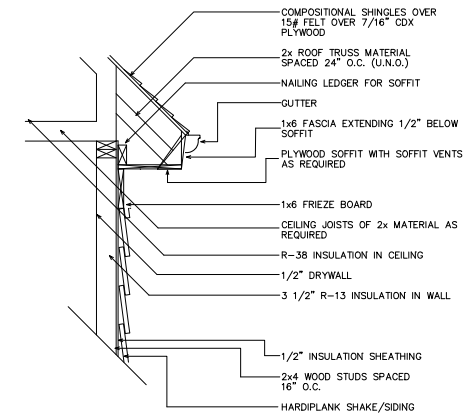 COMPOSITIONAL SHINGLES OVER
15# FELT OVER 7/16" CDX
PLYWOOD
2x ROOF TRUSS MATERIAL
SPACED 24" O.C. (U.N.O.)
NAILING LEDGER FOR SOFFIT
GUTTER
1x6 FASCIA EXTENDING 1/2" BELOW
SOFFIT
PLYWOOD SOFFIT WITH SOFFIT VENTS
AS REQUIRED
1x6 FRIEZE BOARD
CEILING JOISTS OF 2x MATERIAL AS
REQUIRED
R-38 INSULATION IN CEILING
1/2" DRYWALL
3 1/2" R-13 INSULATION IN WALL
1/2" INSULATION SHEATHING
2x4 WOOD STUDS SPACED
16" O.C.
HARDIPLANK SHAKE/SIDING